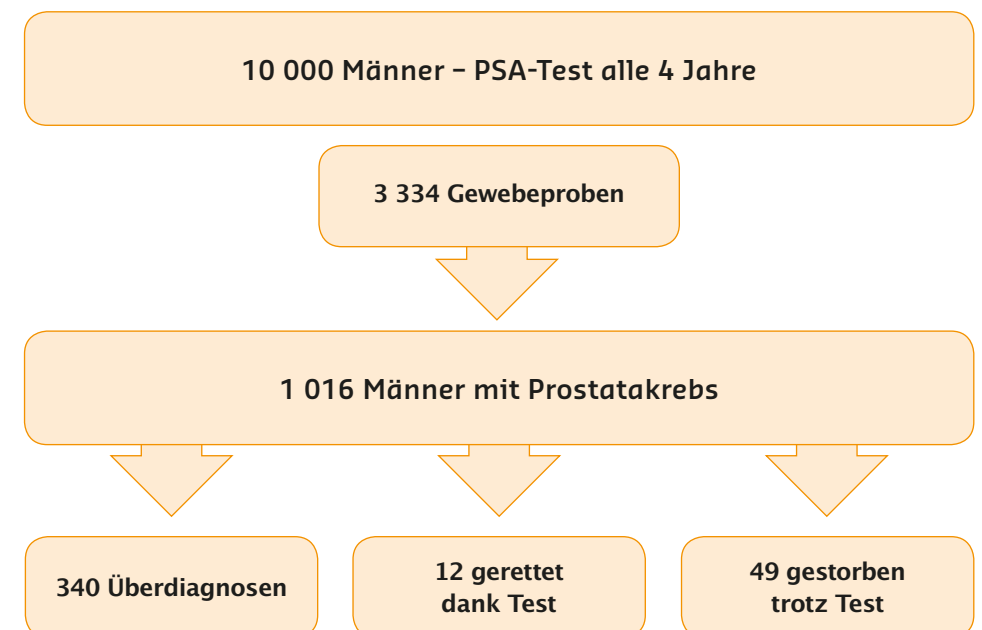 10 000 Männer – PSA-Test alle 4 Jahre
3 334 Gewebeproben
1 016 Männer mit Prostatakrebs
340 Überdiagnosen
12 gerettet
dank Test
49 gestorben
trotz Test